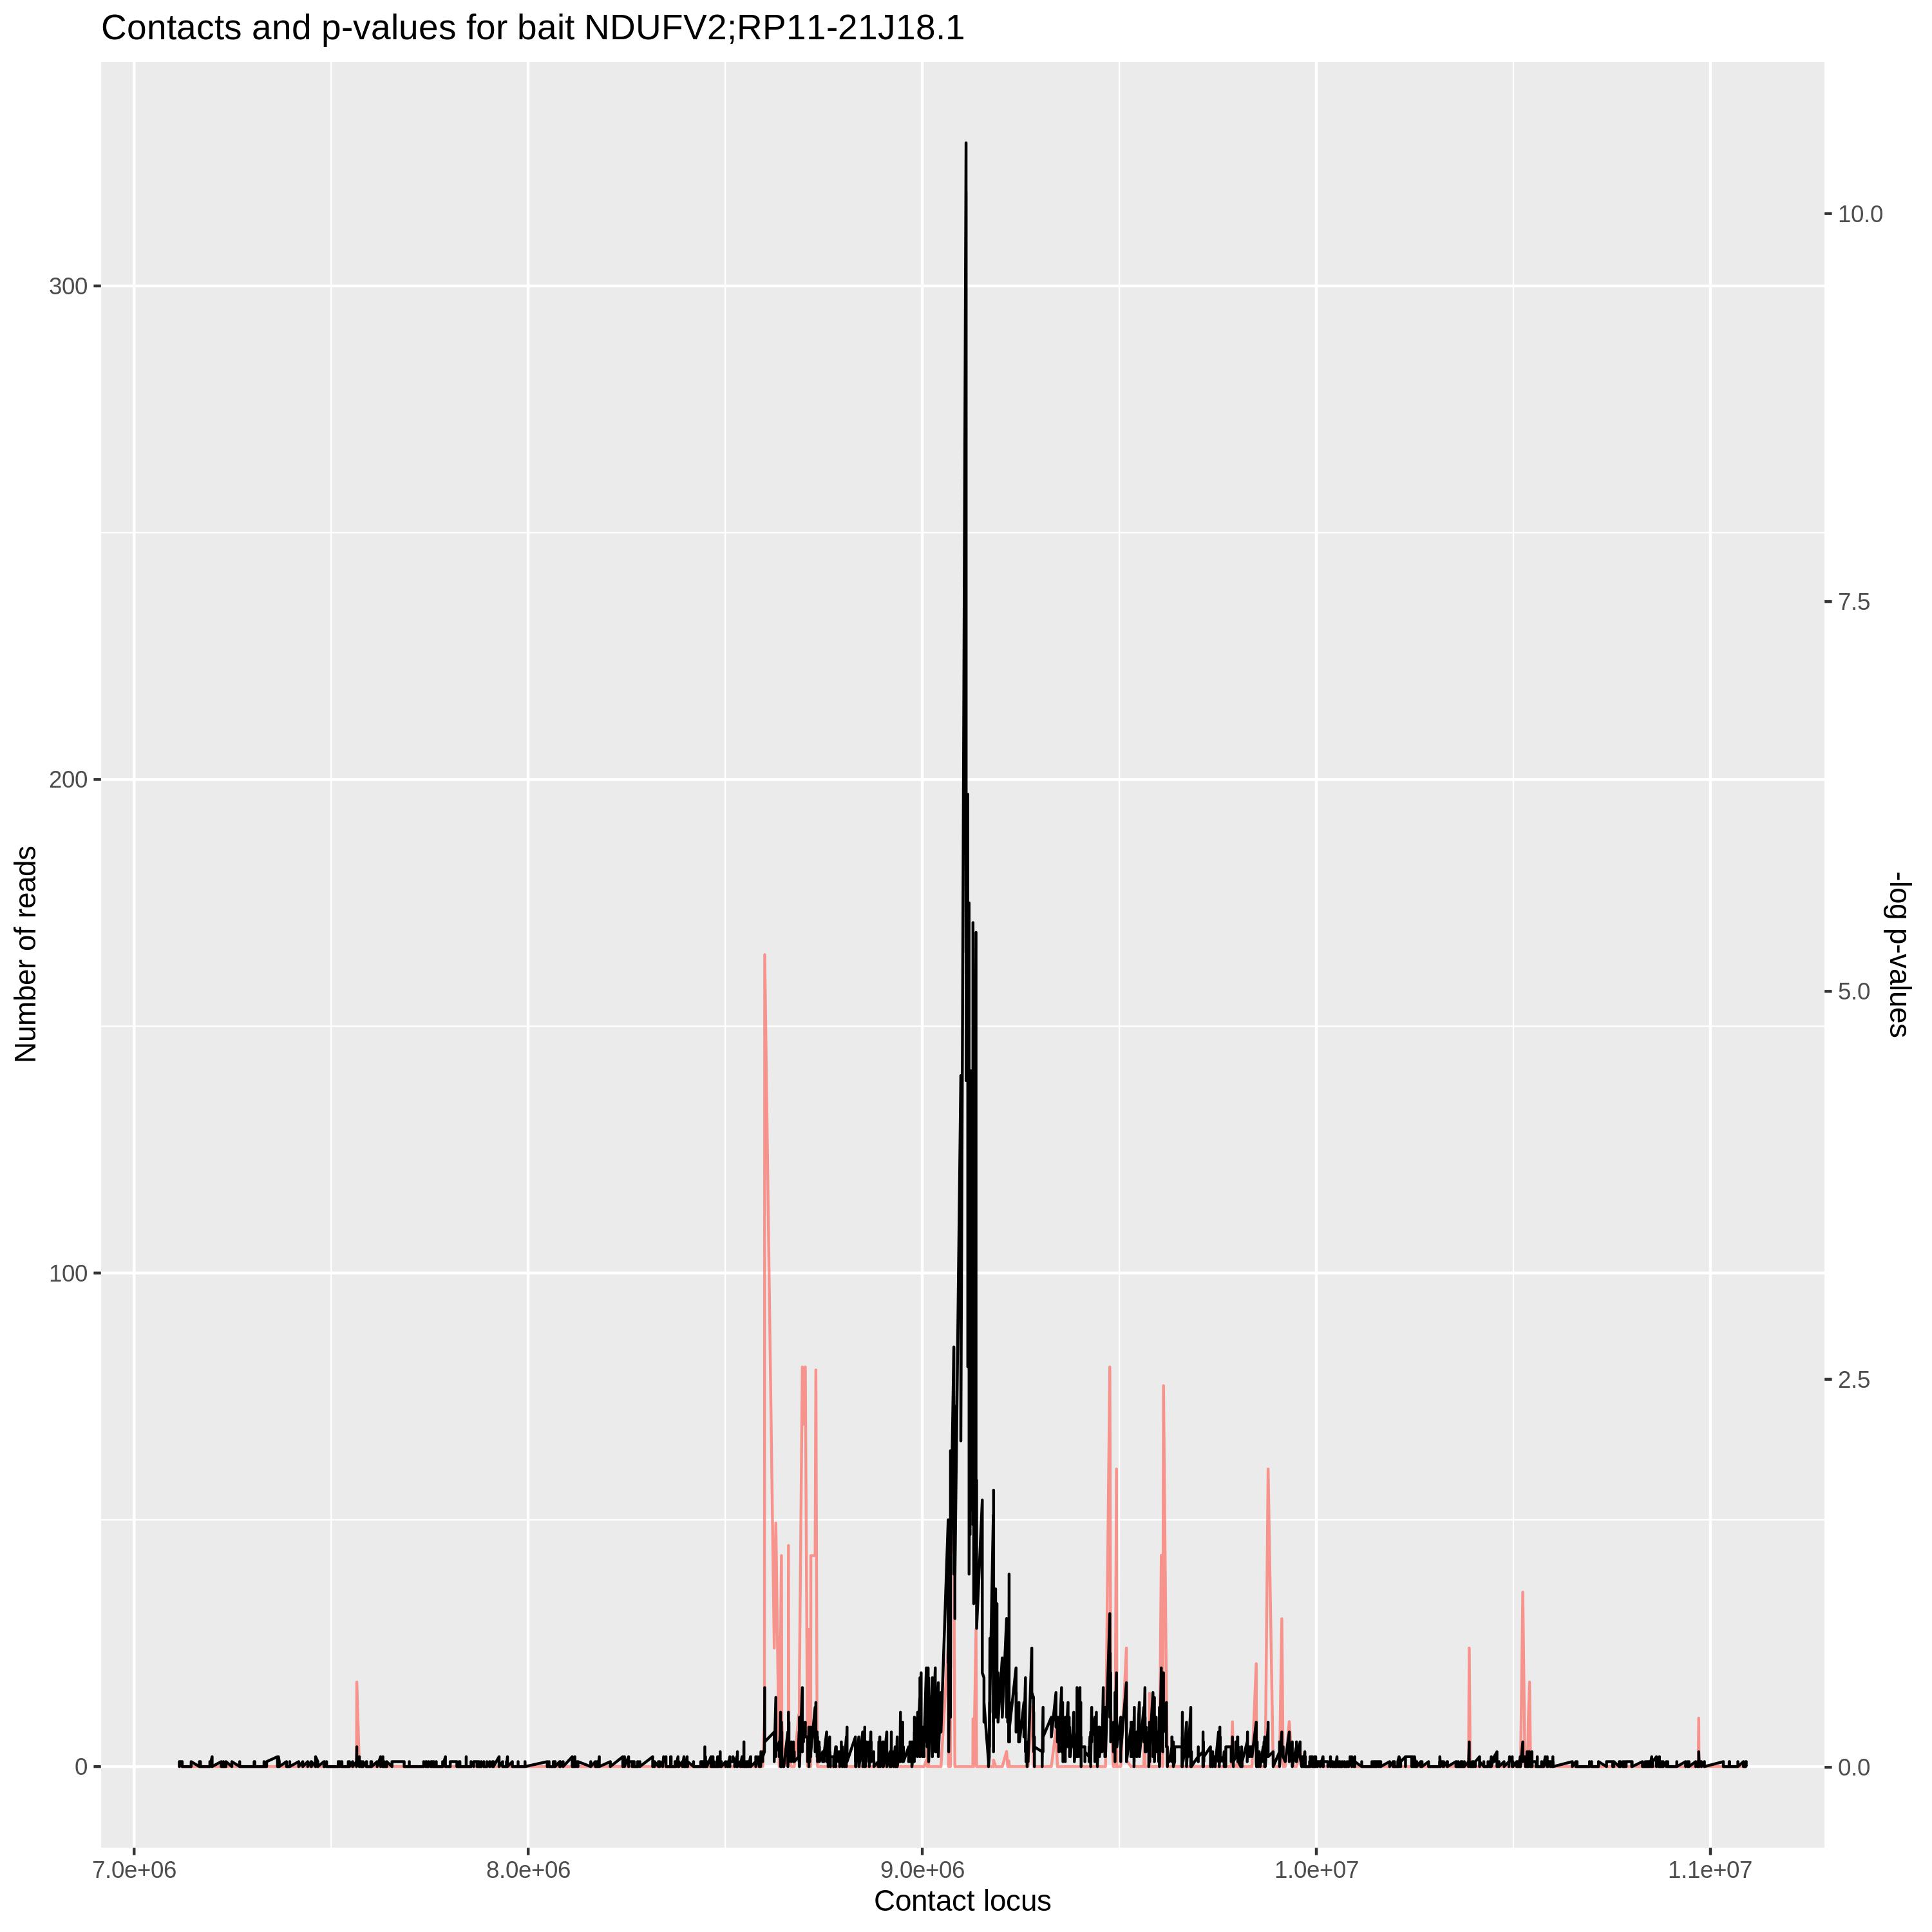 Contacts and p-values for bait NDUFV2;RP11-21J18.1
Number of reads
300
200
100
0
10.0
7.5
5.0
2.5
0.0
-log p-values
7.0e+06 8.0e+06 9.0e+06 1.0e+07 1.1e+07
Contact locus